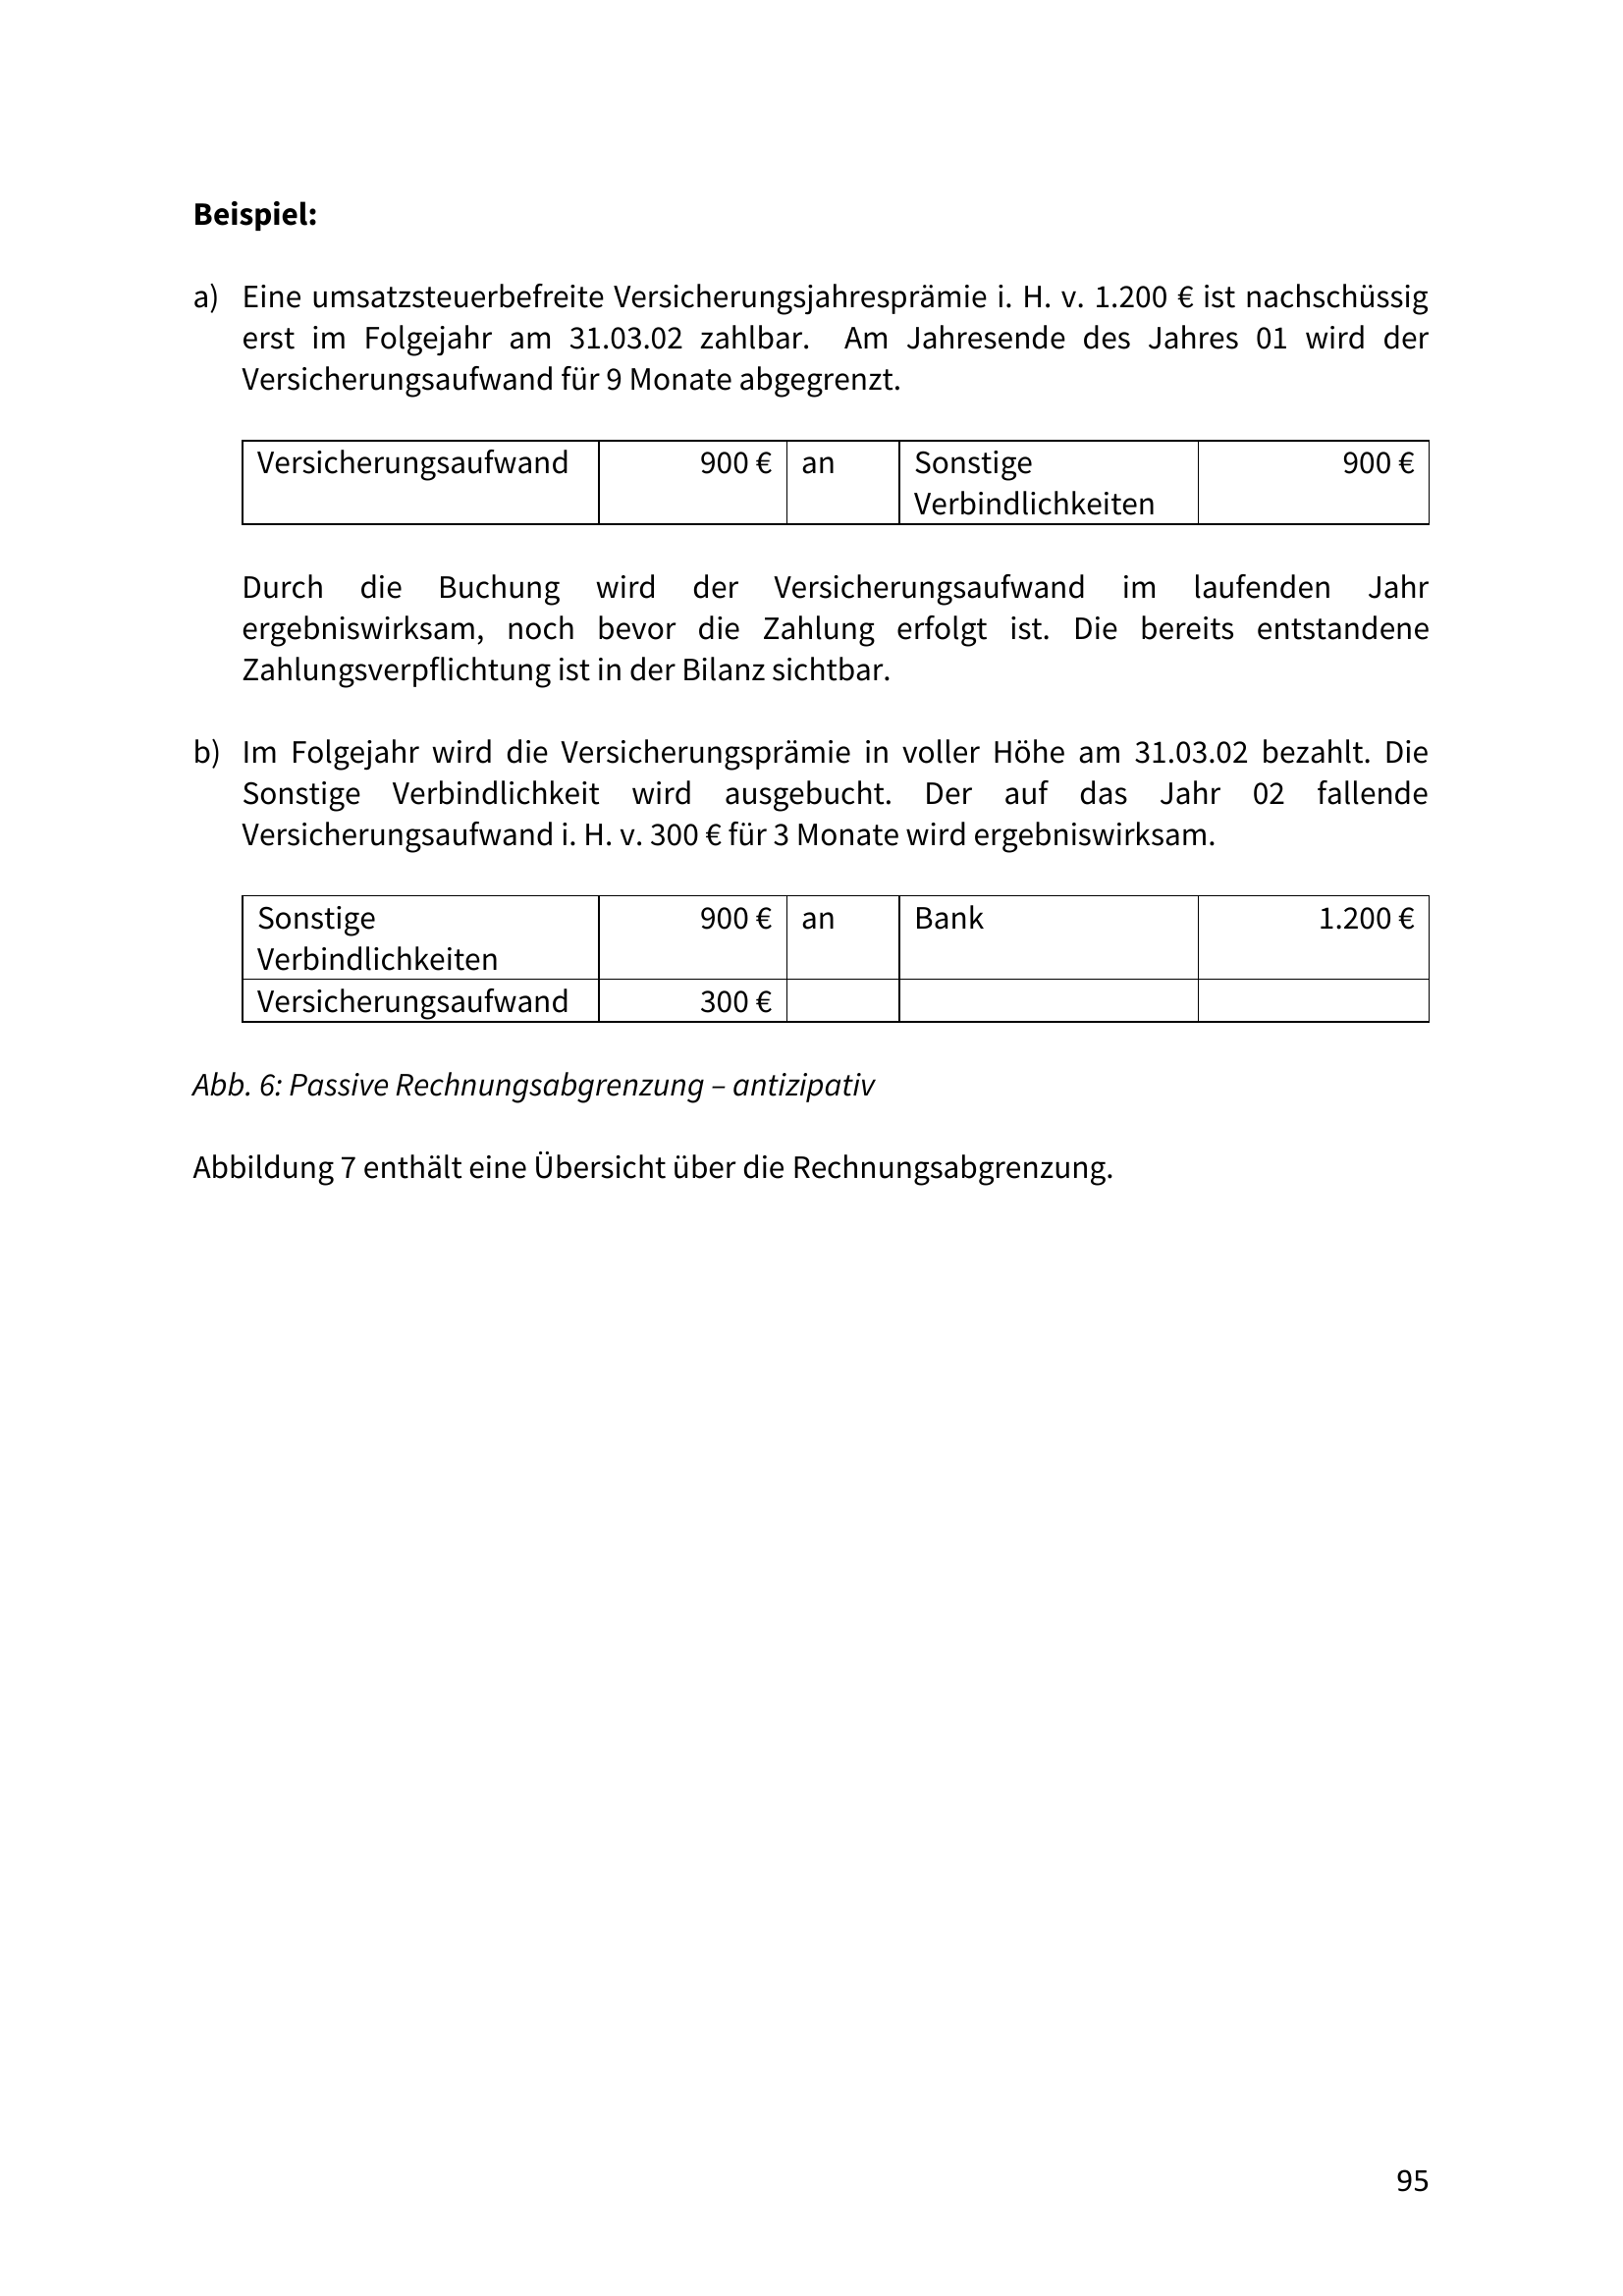 Beispiel:
a) Eine umsatzsteuerbefreite Versicherungsjahresprämie i. H. v. 1.200 € ist nachschüssig
erst im Folgejahr am 31.03.02 zahlbar. Am Jahresende des Jahres 01 wird der
Versicherungsaufwand für 9 Monate abgegrenzt.
Versicherungsaufwand 900 € an Sonstige 900 €
Verbindlichkeiten
Durch die Buchung wird der Versicherungsaufwand im laufenden Jahr
ergebniswirksam, noch bevor die Zahlung erfolgt ist. Die bereits entstandene
Zahlungsverpflichtung ist in der Bilanz sichtbar.
b) Im Folgejahr wird die Versicherungsprämie in voller Höhe am 31.03.02 bezahlt. Die
Sonstige Verbindlichkeit wird ausgebucht. Der auf das Jahr 02 fallende
Versicherungsaufwand i. H. v. 300 € für 3 Monate wird ergebniswirksam.
Sonstige 900 € an Bank 1.200 €
Verbindlichkeiten
Versicherungsaufwand 300 €
Abb. 6: Passive Rechnungsabgrenzung – antizipativ
Abbildung 7 enthält eine Übersicht über die Rechnungsabgrenzung.
95